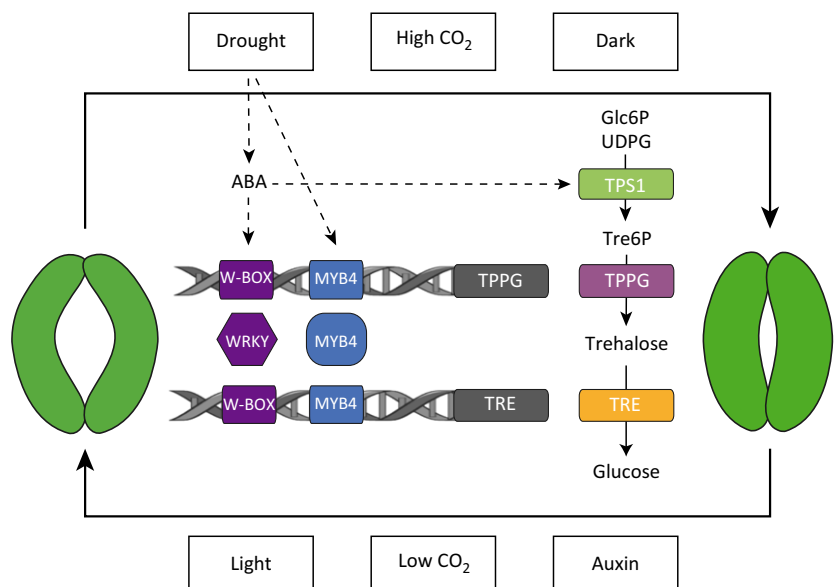 Drought
High CO₂
Dark
Glc6P
UDPG
ABA
TPS1
Tre6P
W-BOX
MYB4
TPPG
TPPG
WRKY
MYB4
Trehalose
W-BOX
MYB4
TRE
TRE
Glucose
Light
Low CO₂
Auxin